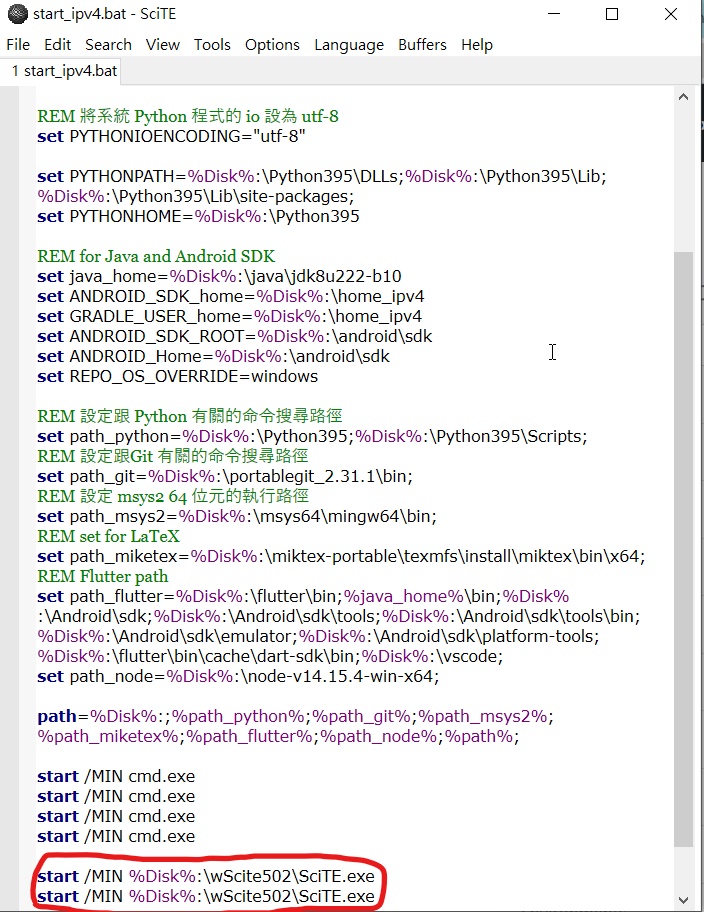 start_ipv4.bat - SciTE
File Edit Search View Tools Options Language Buffers Help
1 start_ipv4.bat
REM 將系統 Python 程式的 io 設為 utf-8
set PYTHONIOENCODING="utf-8"
set PYTHONPATH=%Disk%:\Python395\DLLs;%Disk%:\Python395\Lib;
%Disk%:\Python395\Lib\site-packages;
set PYTHONHOME=%Disk%:\Python395
REM for Java and Android SDK
set java_home=%Disk%:\java\jdk8u222-b10
set ANDROID_SDK_home=%Disk%:\home_ipv4
set GRADLE_USER_home=%Disk%:\home_ipv4
set ANDROID_SDK_ROOT=%Disk%:\android\sdk
set ANDROID_Home=%Disk%:\android\sdk
set REPO_OS_OVERRIDE=windows
REM 設定跟 Python 有關的命令搜尋路徑
set path_python=%Disk%:\Python395;%Disk%:\Python395\Scripts;
REM 設定跟Git 有關的命令搜尋路徑
set path_git=%Disk%:\portablegit_2.31.1\bin;
REM 設定 msys2 64 位元的執行路徑
set path_msys2=%Disk%:\msys64\mingw64\bin;
REM set for LaTeX
set path_miketex=%Disk%:\miktex-portable\texmfs\install\miktex\bin\x64;
REM Flutter path
set path_flutter=%Disk%:\flutter\bin;%java_home%\bin;%Disk%
:\Android\sdk;%Disk%:\Android\sdk\tools;%Disk%:\Android\sdk\tools\bin;
%Disk%:\Android\sdk\emulator;%Disk%:\Android\sdk\platform-tools;
%Disk%:\flutter\bin\cache\dart-sdk\bin;%Disk%:\vscode;
set path_node=%Disk%:\node-v14.15.4-win-x64;
path=%Disk%:;%path_python%;%path_git%;%path_msys2%;
%path_miketex%;%path_flutter%;%path_node%;%path%;
start /MIN cmd.exe
start /MIN cmd.exe
start /MIN cmd.exe
start /MIN cmd.exe
start /MIN %Disk%:\wScite502\SciTE.exe
start /MIN %Disk%:\wScite502\SciTE.exe